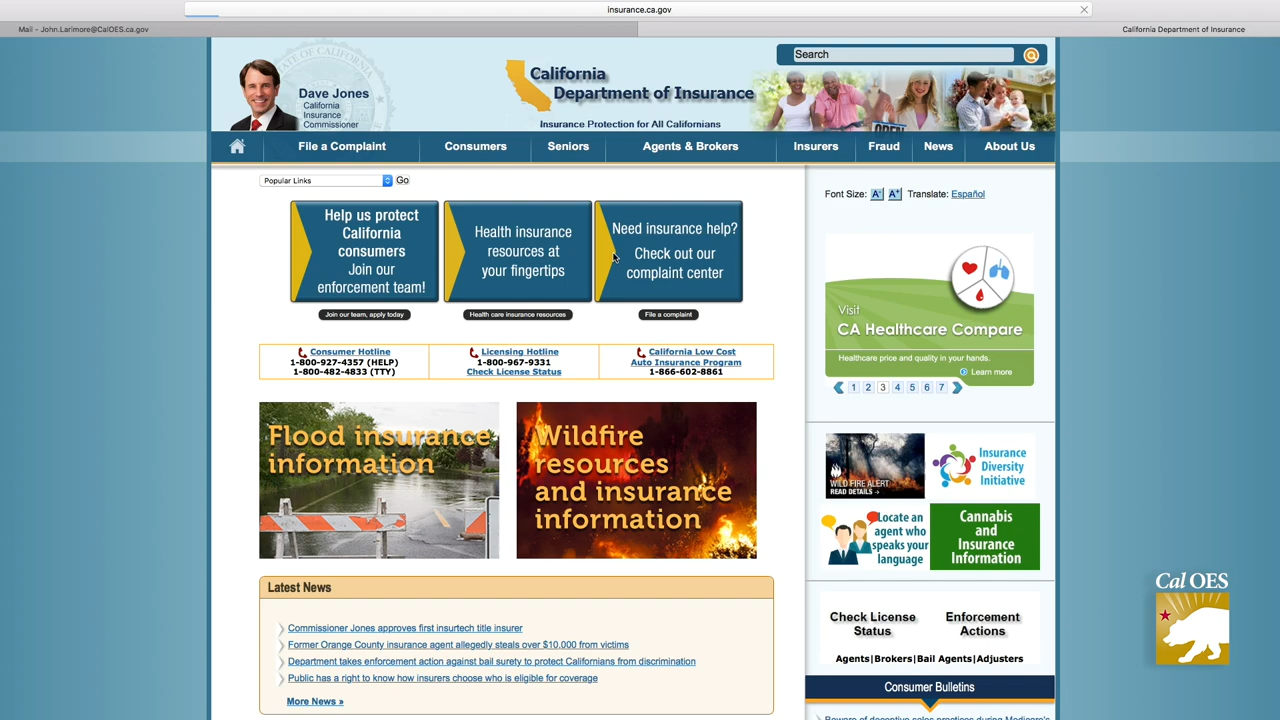 insurance.ca.gov
Mail - John.Larimore@CalOES.ca.gov
California Department of Insurance
Dave Jones
California
Insurance
Commissioner
California
Department of Insurance
Insurance Protection for All Californians
Search
OPEN
File a Complaint
Consumers
Seniors
Agents & Brokers
Insurers
Fraud
News
About Us
Popular Links
Go
Font Size: A- A+ Translate: Español
Help us protect
California
consumers
Join our
enforcement team!
Health insurance
resources at
your fingertips
Need insurance help?
Check out our
complaint center
Join our team, apply today
Health care insurance resources
File a complaint
Consumer Hotline
1-800-927-4357 (HELP)
1-800-482-4833 (TTY)
Licensing Hotline
1-800-967-9331
Check License Status
California Low Cost
Auto Insurance Program
1-866-602-8861
Visit
CA Healthcare Compare
Healthcare price and quality in your hands.
Learn more
1 2 3 4 5 6 7
Flood insurance
information
Wildfire
resources
and insurance
information
WILD FIRE ALERT
READ DETAILS
Insurance
Diversity
Initiative
Locate an
agent who
speaks your
language
Cannabis
and
Insurance
Information
Latest News
Commissioner Jones approves first insurtech title insurer
Former Orange County insurance agent allegedly steals over $10,000 from victims
Department takes enforcement action against bail surety to protect Californians from discrimination
Public has a right to know how insurers choose who is eligible for coverage
More News »
Check License
Status
Enforcement
Actions
Agents|Brokers|Bail Agents|Adjusters
Consumer Bulletins
Beware of deceptive sales practices during Medicare's
Cal OES